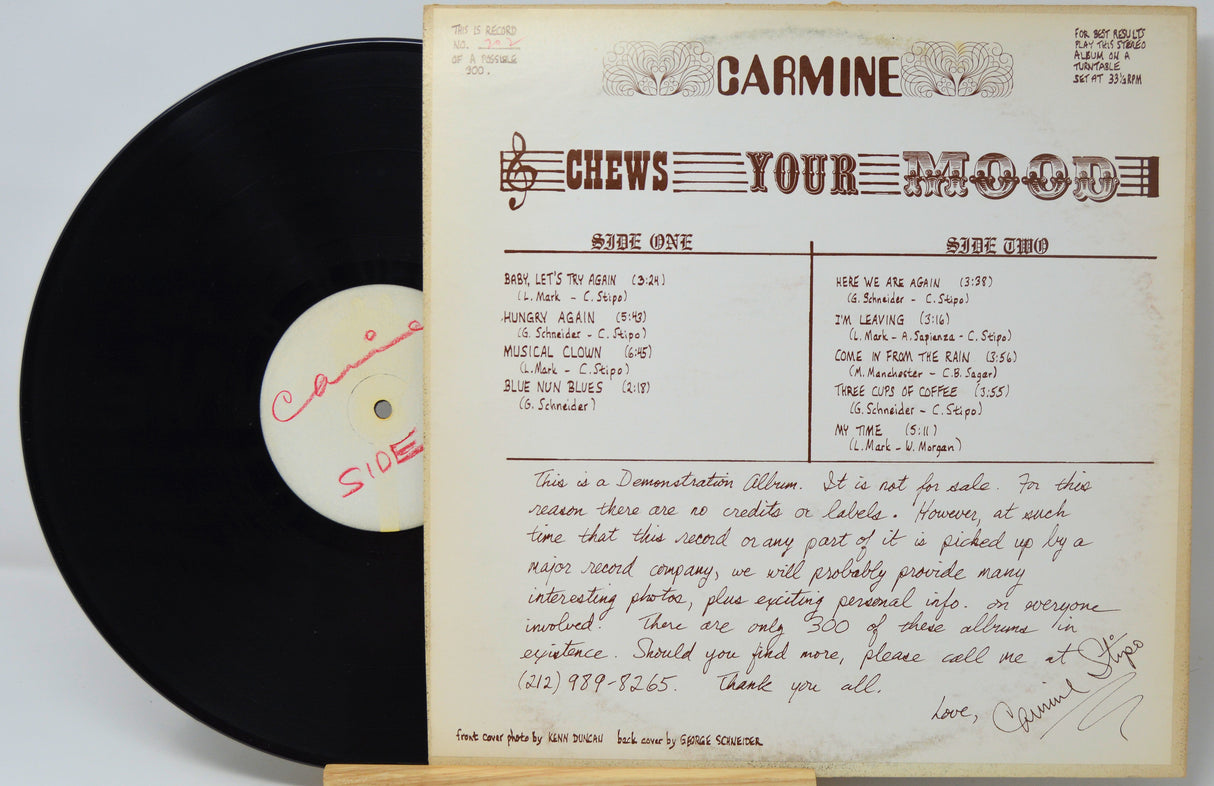 THIS IS RECORD
NO. 202
OF A POSSIBLE
300.
CARMINE
FOR BEST RESULTS
PLAY THIS STEREO
ALBUM ON A
TURNTABLE
SET AT 33⅓RPM
CHEWS YOUR MOOD
SIDE ONE
BABY, LET'S TRY AGAIN (3:24)
(L. Mark - C. Stipo)
HUNGRY AGAIN (5:43)
(G. Schneider - C. Stipo)
MUSICAL CLOWN (6:45)
(L. Mark - C. Stipo)
BLUE NUN BLUES (2:18)
(G. Schneider)
SIDE TWO
HERE WE ARE AGAIN (3:38)
(G. Schneider - C. Stipo)
I'M LEAVING (3:16)
(L. Mark - A. Sapienza - C. Stipo)
COME IN FROM THE RAIN (3:56)
(M. Manchester - C.B. Sager)
THREE CUPS OF COFFEE (3:55)
(G. Schneider - C. Stipo)
MY TIME (5:11)
(L. Mark - W. Morgan)
This is a Demonstration Album. It is not for sale. For this
reason there are no credits or labels. However, at such
time that this record or any part of it is picked up by a
major record company, we will probably provide many
interesting photos, plus exciting personal info. on everyone
involved. There are only 300 of these albums in
existence. Should you find more, please call me at
(212) 989-8265. Thank you all.
Love, Carmine Stipo
front cover photo by KENN DUNCAN back cover by GEORGE SCHNEIDER
Carmine
SIDE